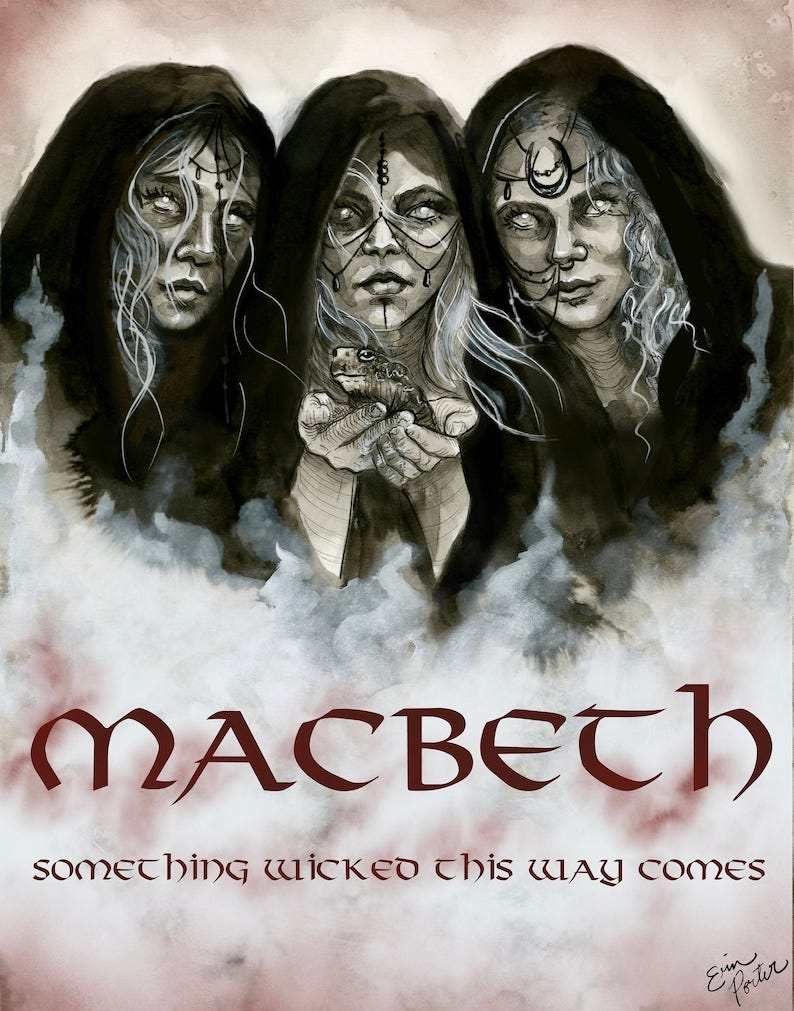 MACBETH
SOMETHING WICKED THIS WAY COMES
Erin
Porter